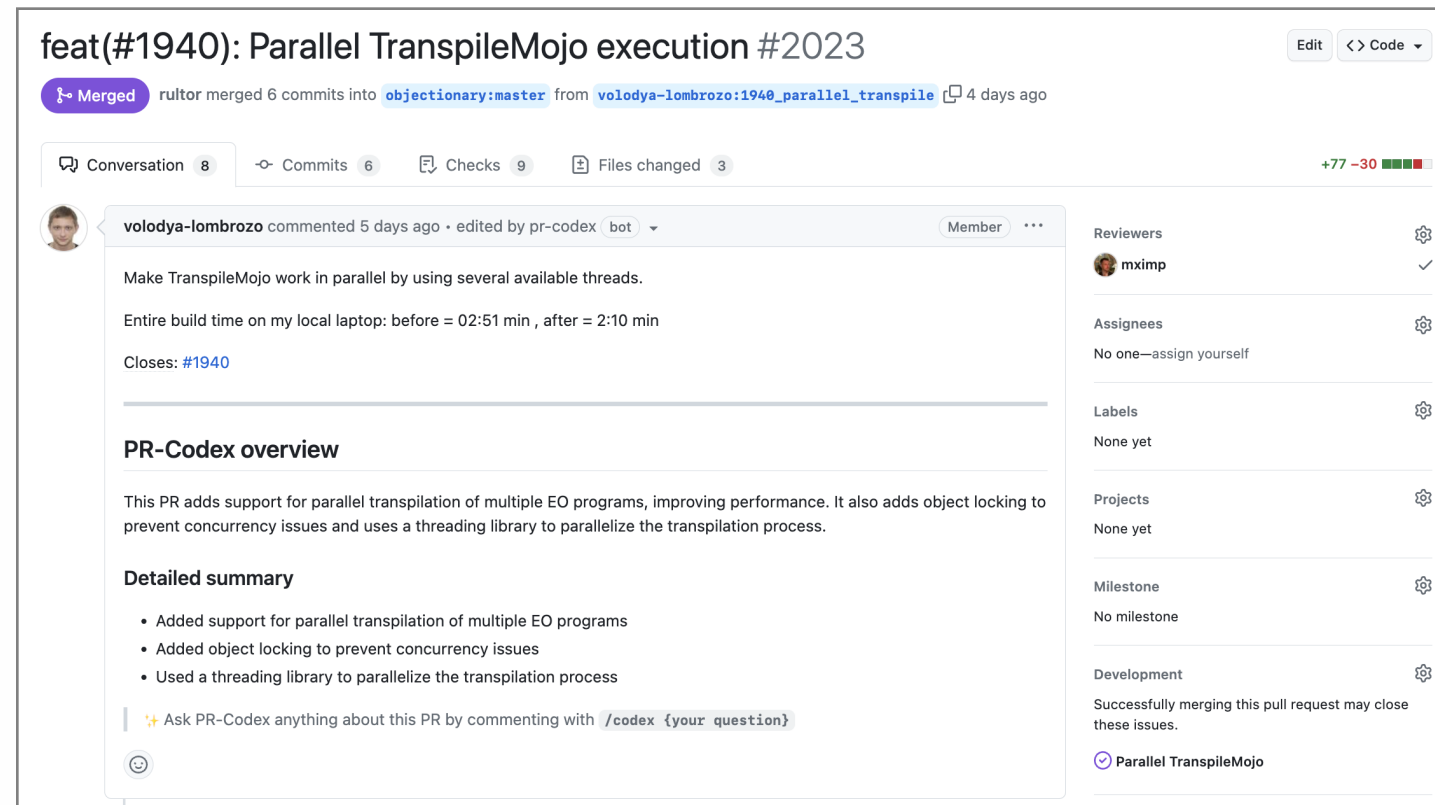 feat(#1940): Parallel TranspileMojo execution #2023
Edit
<> Code
Merged
rultor merged 6 commits into objectionary:master from volodya-lombrozo:1940_parallel_transpile 4 days ago
Conversation 8
Commits 6
Checks 9
Files changed 3
+77 −30
volodya-lombrozo commented 5 days ago • edited by pr-codex bot
Member
Make TranspileMojo work in parallel by using several available threads.
Entire build time on my local laptop: before = 02:51 min , after = 2:10 min
Closes: #1940
PR-Codex overview
This PR adds support for parallel transpilation of multiple EO programs, improving performance. It also adds object locking to
prevent concurrency issues and uses a threading library to parallelize the transpilation process.
Detailed summary
• Added support for parallel transpilation of multiple EO programs
• Added object locking to prevent concurrency issues
• Used a threading library to parallelize the transpilation process
✨ Ask PR-Codex anything about this PR by commenting with /codex {your question}
Reviewers
mximp
Assignees
No one—assign yourself
Labels
None yet
Projects
None yet
Milestone
No milestone
Development
Successfully merging this pull request may close
these issues.
Parallel TranspileMojo